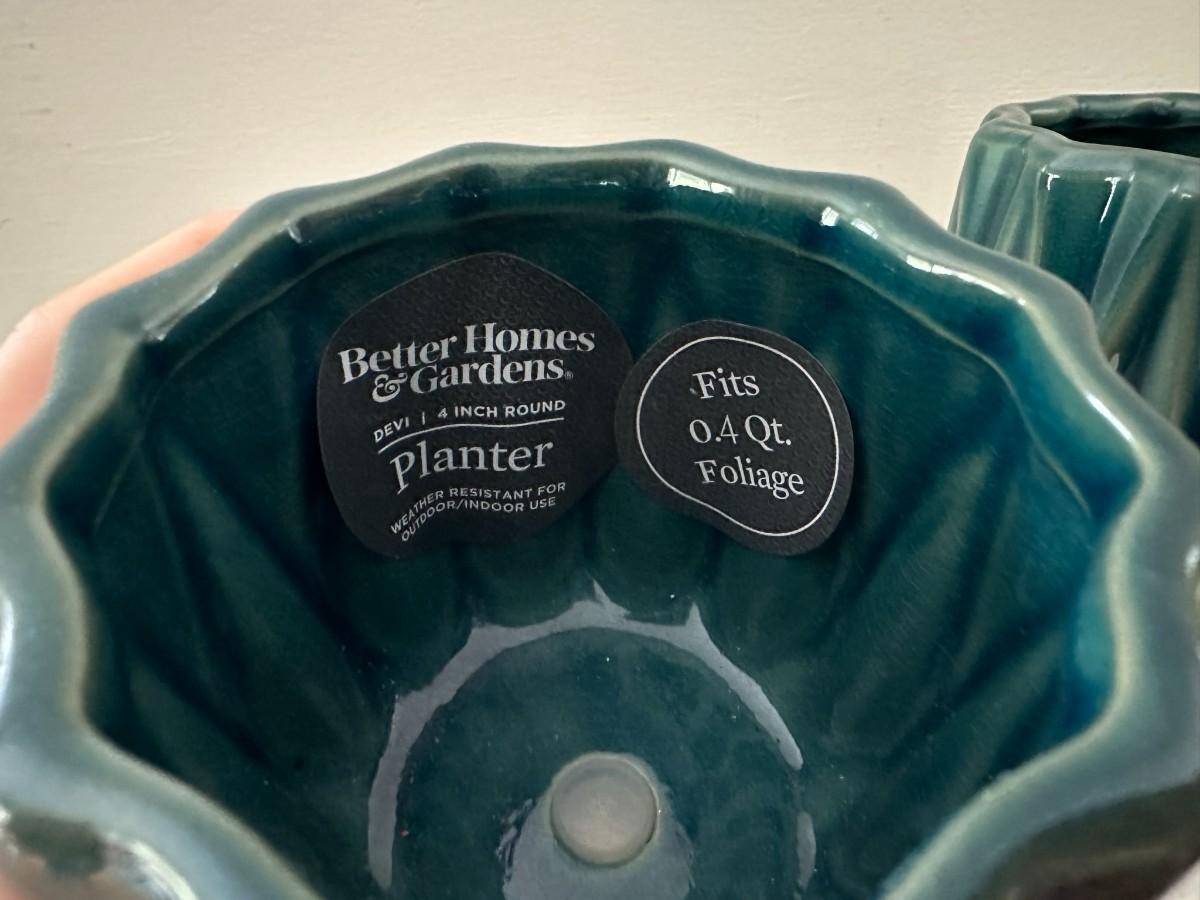 Better Homes
& Gardens®
DEVI | 4 INCH ROUND
Planter
WEATHER RESISTANT FOR
OUTDOOR/INDOOR USE
Fits
0.4 Qt.
Foliage